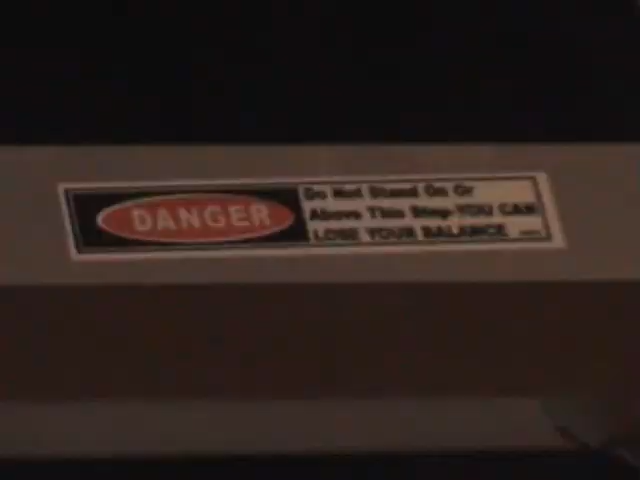 DANGER
Do Not Stand On Or
Above This Step-YOU CAN
LOSE YOUR BALANCE